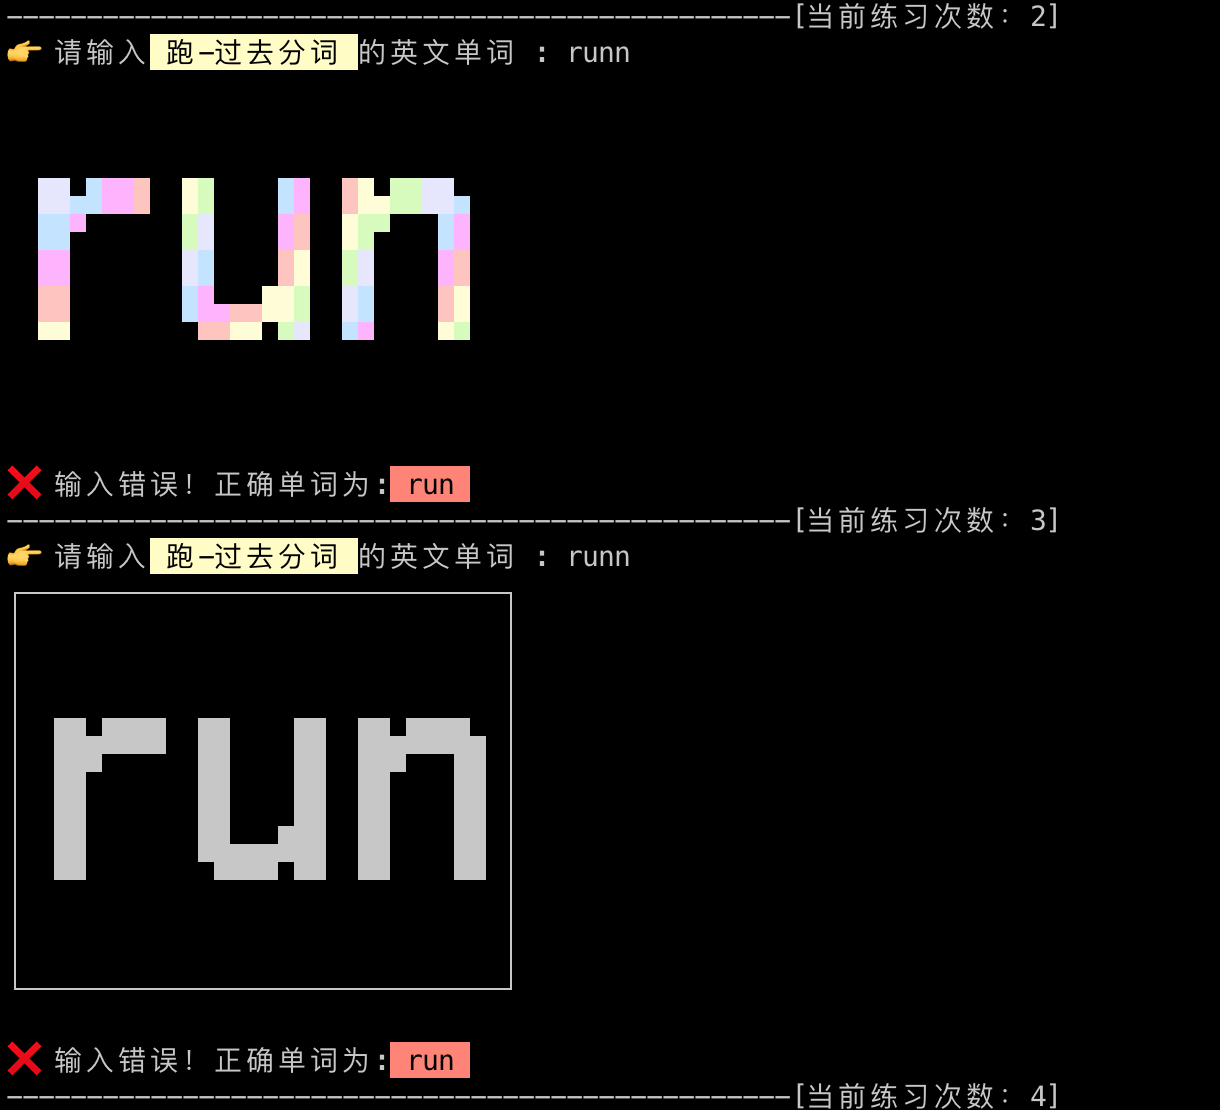 -------------------------------------------------[当前练习次数: 2]
👉 请输入 跑-过去分词 的英文单词 : runn
run
❌ 输入错误! 正确单词为: run
-------------------------------------------------[当前练习次数: 3]
👉 请输入 跑-过去分词 的英文单词 : runn
run
❌ 输入错误! 正确单词为: run
-------------------------------------------------[当前练习次数: 4]